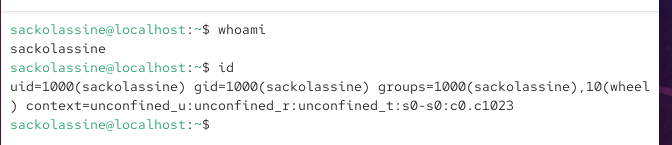 sackolassine@localhost:~$ whoami
sackolassine
sackolassine@localhost:~$ id
uid=1000(sackolassine) gid=1000(sackolassine) groups=1000(sackolassine),10(wheel
) context=unconfined_u:unconfined_r:unconfined_t:s0-s0:c0.c1023
sackolassine@localhost:~$